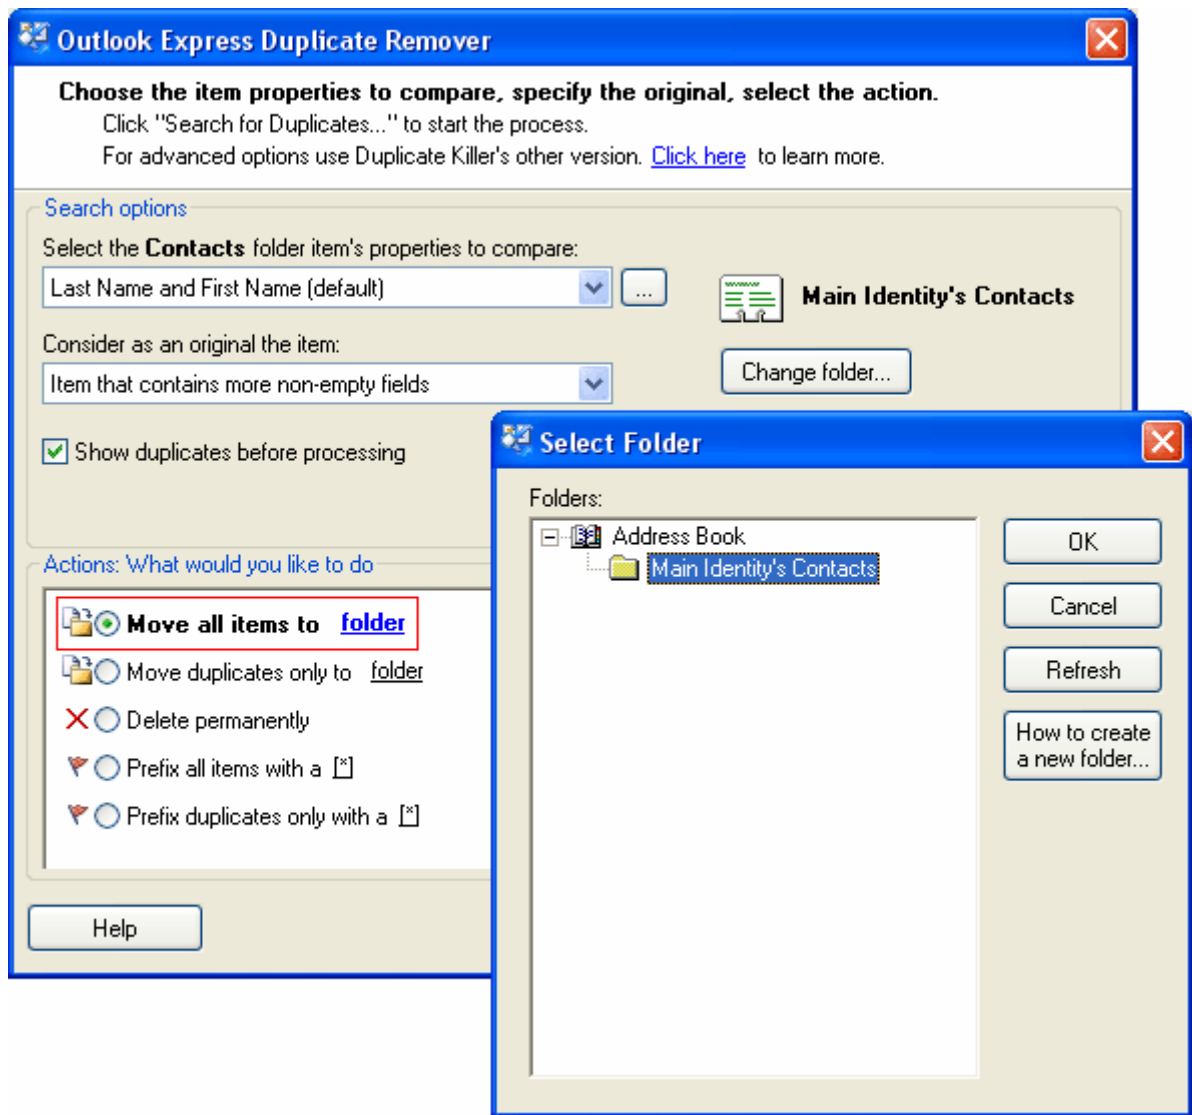 Outlook Express Duplicate Remover
Choose the item properties to compare, specify the original, select the action.
Click "Search for Duplicates..." to start the process.
For advanced options use Duplicate Killer's other version. Click here to learn more.
Search options
Select the Contacts folder item's properties to compare:
Last Name and First Name (default)
...
Main Identity's Contacts
Consider as an original the item:
Item that contains more non-empty fields
Change folder...
Show duplicates before processing
Actions: What would you like to do
Move all items to folder
Move duplicates only to folder
Delete permanently
Prefix all items with a [*]
Prefix duplicates only with a [*]
Help
Select Folder
Folders:
Address Book
Main Identity's Contacts
OK
Cancel
Refresh
How to create
a new folder...